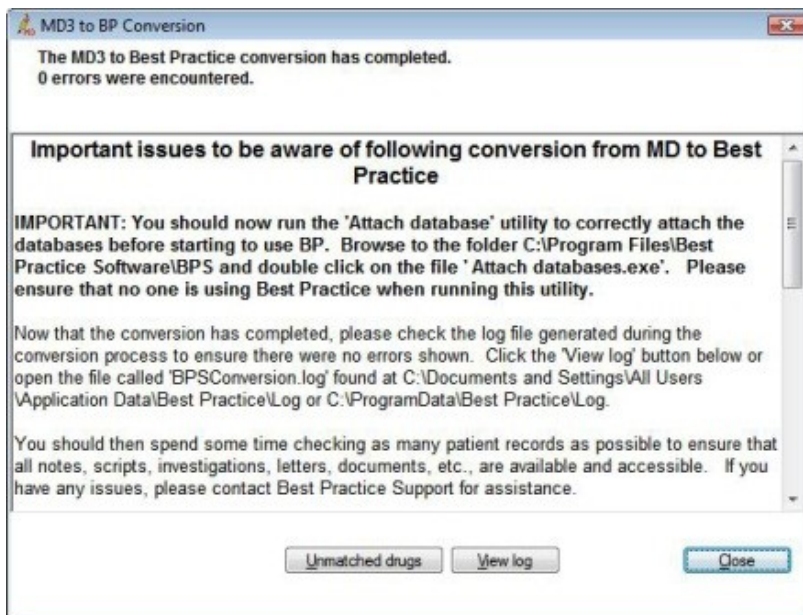 MD3 to BP Conversion
The MD3 to Best Practice conversion has completed.
0 errors were encountered.
Important issues to be aware of following conversion from MD to Best
Practice
IMPORTANT: You should now run the 'Attach database' utility to correctly attach the
databases before starting to use BP.  Browse to the folder C:\Program Files\Best
Practice Software\BPS and double click on the file ' Attach databases.exe'.   Please
ensure that no one is using Best Practice when running this utility.
Now that the conversion has completed, please check the log file generated during the
conversion process to ensure there were no errors shown.  Click the 'View log' button below or
open the file called 'BPSConversion.log' found at C:\Documents and Settings\All Users
\Application Data\Best Practice\Log or C:\ProgramData\Best Practice\Log.
You should then spend some time checking as many patient records as possible to ensure that
all notes, scripts, investigations, letters, documents, etc., are available and accessible.   If you
have any issues, please contact Best Practice Support for assistance.
Unmatched drugs View log Close